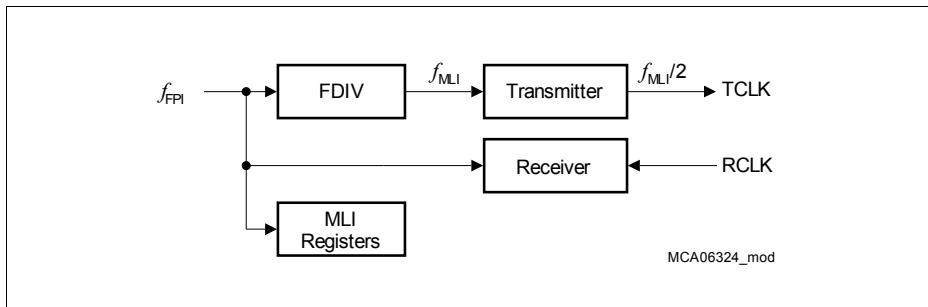 fFPI
FDIV
fMLI
Transmitter
fMLI/2
TCLK
Receiver
RCLK
MLI
Registers
MCA06324_mod